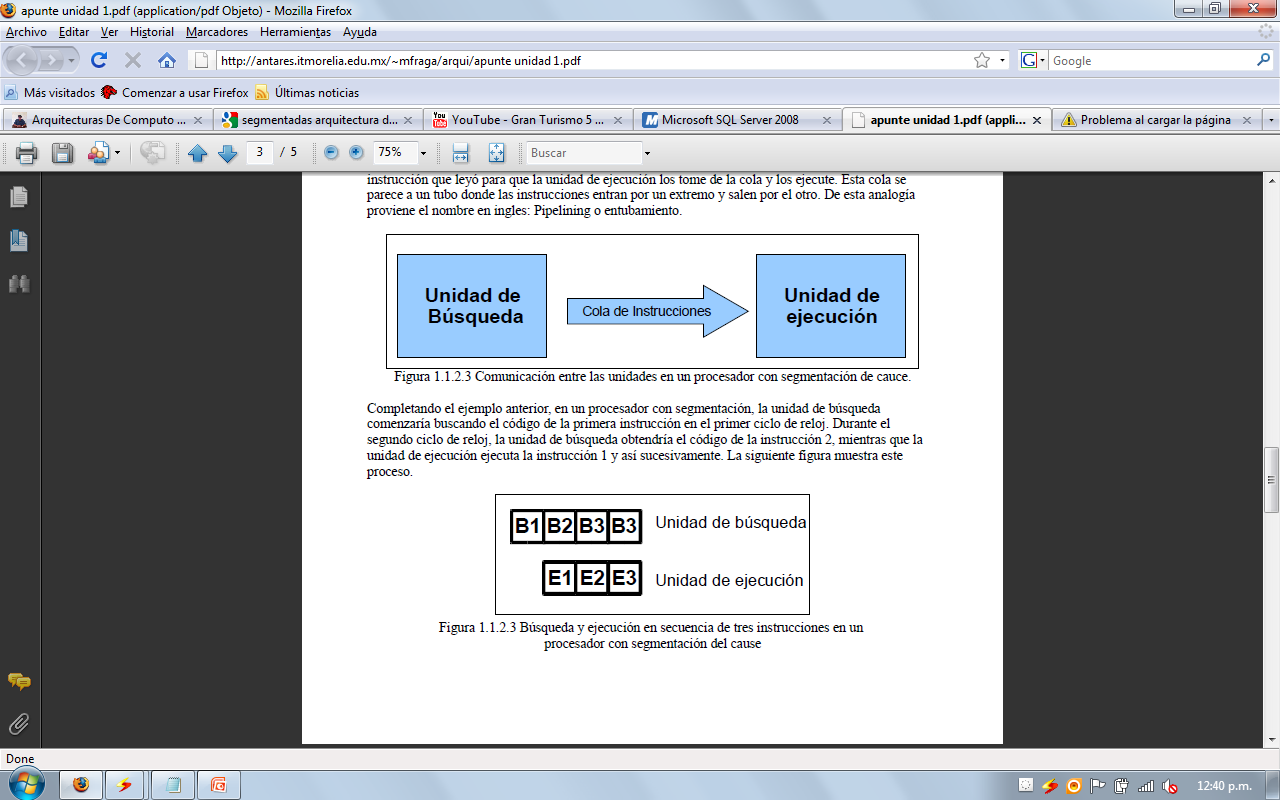 apunte unidad 1.pdf (application/pdf Objeto) - Mozilla Firefox
Archivo Editar Ver Historial Marcadores Herramientas Ayuda
http://antares.itmorelia.edu.mx/~mfraga/arqui/apunte unidad 1.pdf
G Google
Más visitados Comenzar a usar Firefox Últimas noticias
Arquitecturas De Computo ... segmentadas arquitectura d... You Tube YouTube - Gran Turismo 5 ... M Microsoft SQL Server 2008 apunte unidad 1.pdf (appli... Problema al cargar la página
3 / 5 75% Buscar
instrucción que leyó para que la unidad de ejecución los tome de la cola y los ejecute. Esta cola se
parece a un tubo donde las instrucciones entran por un extremo y salen por el otro. De esta analogía
proviene el nombre en ingles: Pipelining o entubamiento.
Unidad de
Búsqueda
Cola de Instrucciones
Unidad de
ejecución
Figura 1.1.2.3 Comunicación entre las unidades en un procesador con segmentación de cauce.
Completando el ejemplo anterior, en un procesador con segmentación, la unidad de búsqueda
comenzaría buscando el código de la primera instrucción en el primer ciclo de reloj. Durante el
segundo ciclo de reloj, la unidad de búsqueda obtendría el código de la instrucción 2, mientras que la
unidad de ejecución ejecuta la instrucción 1 y así sucesivamente. La siguiente figura muestra este
proceso.
B1 B2 B3 B3 Unidad de búsqueda
E1 E2 E3 Unidad de ejecución
Figura 1.1.2.3 Búsqueda y ejecución en secuencia de tres instrucciones en un
procesador con segmentación del cause
Done
12:40 p.m.